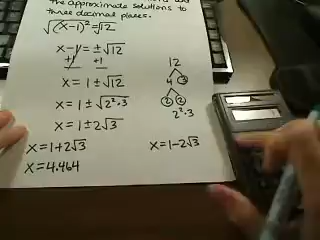 the approximate solutions to
three decimal places.
√(x-1)² = √12
x-1 = ±√12
+1 +1
x = 1 ± √12
x = 1 ± √2²·3
x = 1 ± 2√3
x = 1+2√3
x = 4.464
12
4 3
2 2
2²·3
x = 1-2√3